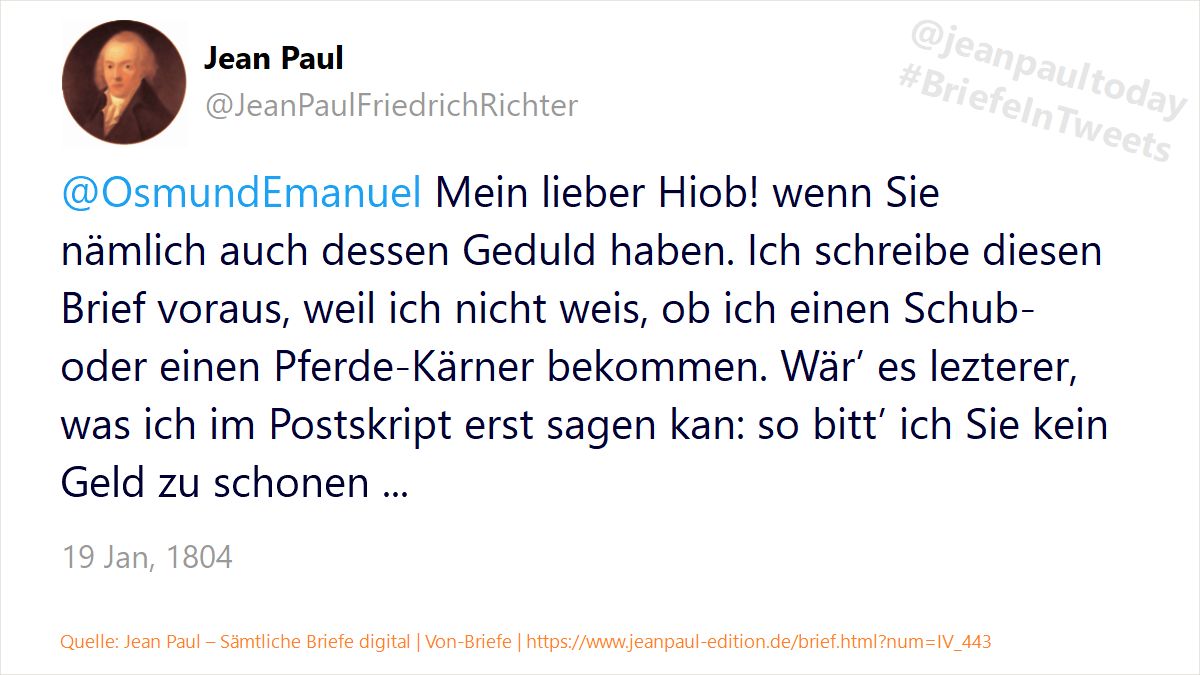 Jean Paul
@JeanPaulFriedrichRichter
@jeanpaultoday
#BriefeInTweets
@OsmundEmanuel Mein lieber Hiob! wenn Sie
nämlich auch dessen Geduld haben. Ich schreibe diesen
Brief voraus, weil ich nicht weis, ob ich einen Schub-
oder einen Pferde-Kärner bekommen. Wär’ es lezterer,
was ich im Postskript erst sagen kan: so bitt’ ich Sie kein
Geld zu schonen ...
19 Jan, 1804
Quelle: Jean Paul – Sämtliche Briefe digital | Von-Briefe | https://www.jeanpaul-edition.de/brief.html?num=IV_443